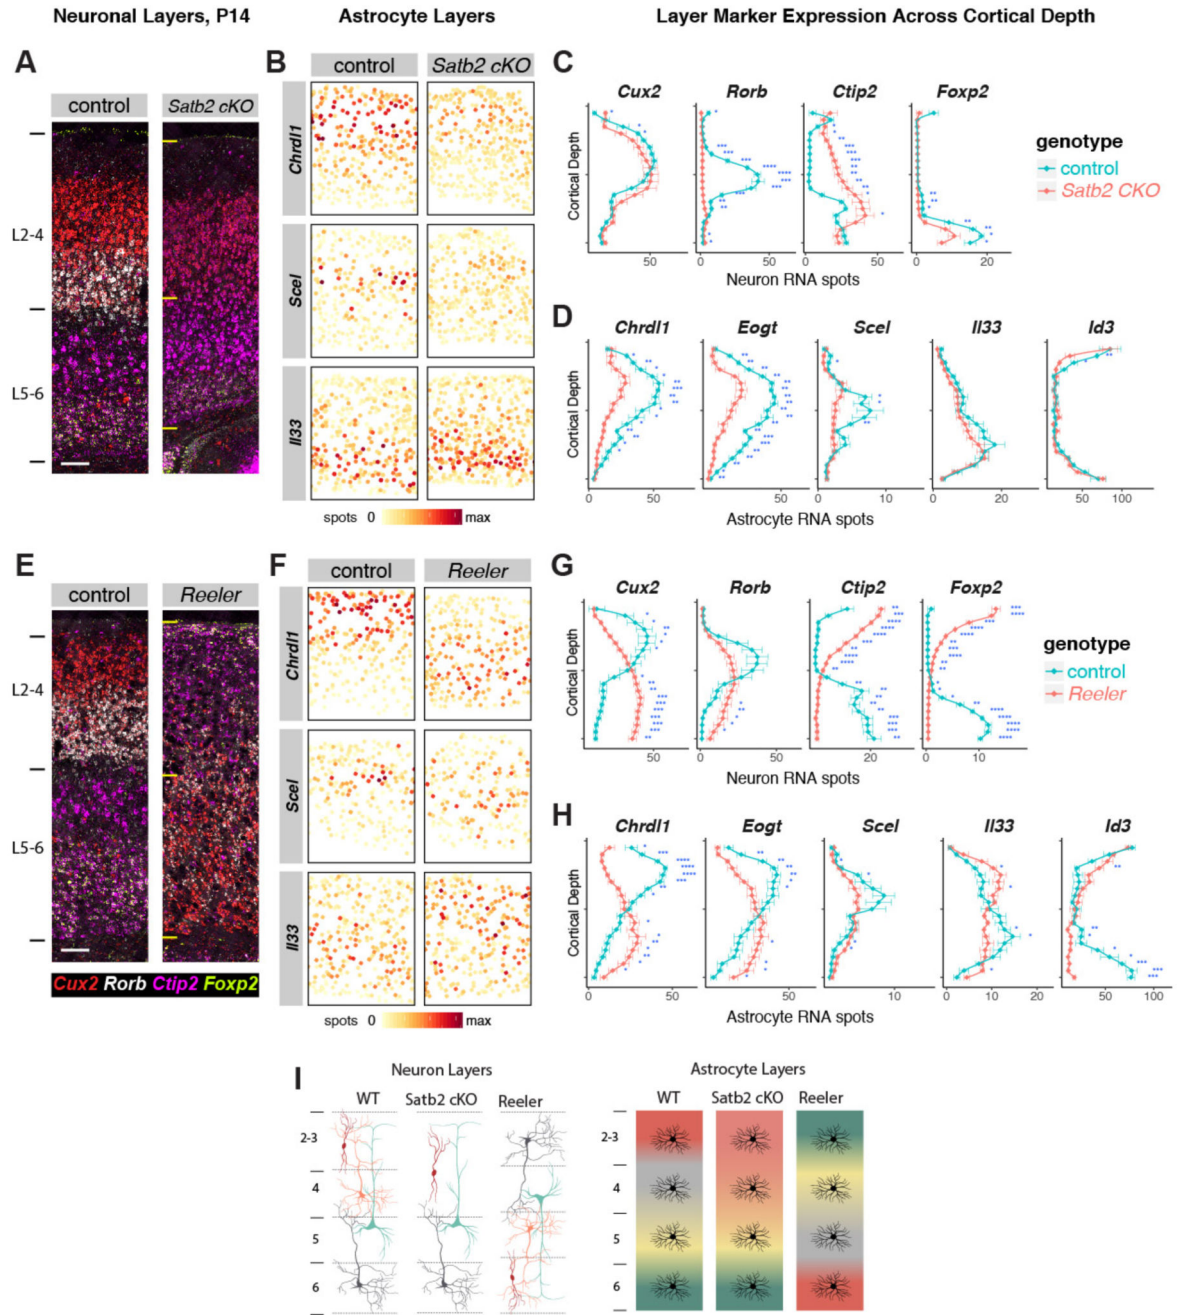 Neuronal Layers, P14
Astrocyte Layers
Layer Marker Expression Across Cortical Depth
A
control
Satb2 cKO
L2-4
L5-6
B
control
Satb2 cKO
Chrdl1
Scel
Il33
spots 0 max
C
Cux2 Rorb Ctip2 Foxp2
Cortical Depth
50 0 50 0 50 0 20
Neuron RNA spots
genotype
control
Satb2 CKO
D
Chrdl1 Eogt Scel Il33 Id3
Cortical Depth
0 50 50 0 10 0 20 50 100
Astrocyte RNA spots
E
control
Reeler
L2-4
L5-6
Cux2 Rorb Ctip2 Foxp2
F
control
Reeler
Chrdl1
Scel
Il33
spots 0 max
G
Cux2 Rorb Ctip2 Foxp2
Cortical Depth
50 0 50 20 0 10
Neuron RNA spots
genotype
control
Reeler
H
Chrdl1 Eogt Scel Il33 Id3
Cortical Depth
0 50 50 10 0 10 20 50 100
Astrocyte RNA spots
I
Neuron Layers
WT Satb2 cKO Reeler
2-3
4
5
6
Astrocyte Layers
WT Satb2 cKO Reeler
2-3
4
5
6